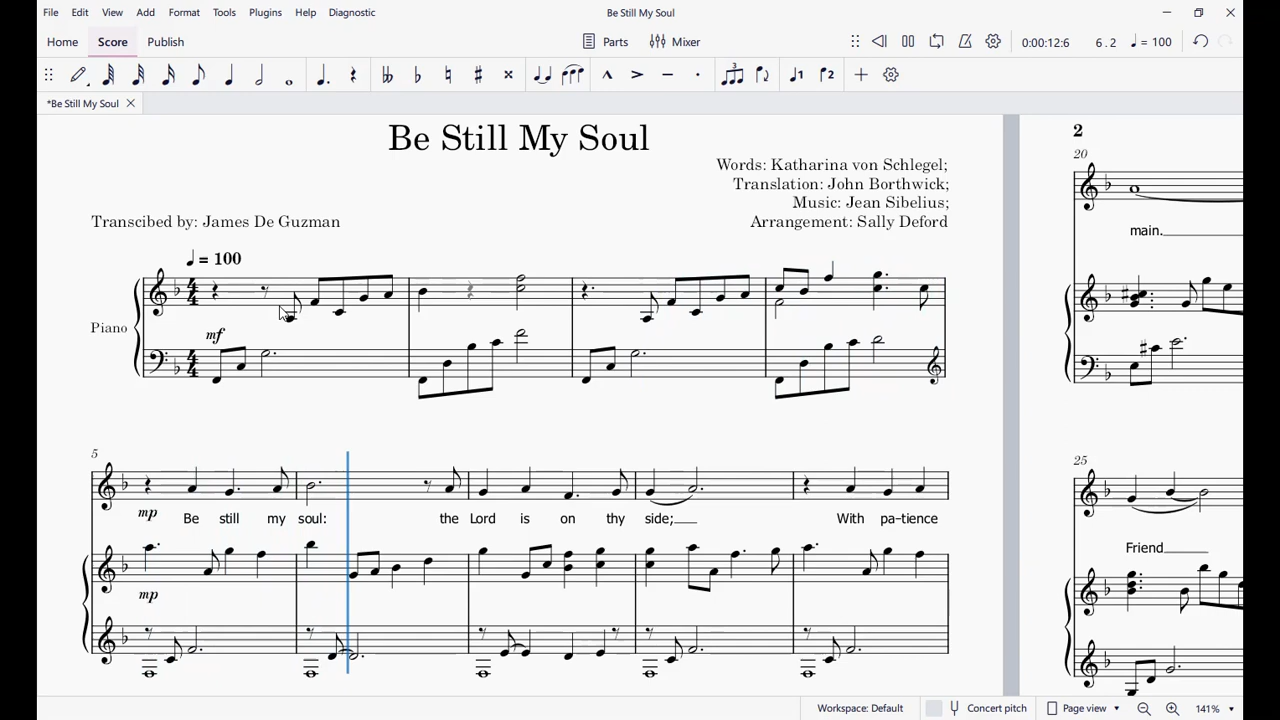 File Edit View Add Format Tools Plugins Help Diagnostic
Be Still My Soul
Home Score Publish
Parts Mixer
0:00:12:6 6 . 2 ♩ = 100
*Be Still My Soul
Be Still My Soul
Words: Katharina von Schlegel;
Translation: John Borthwick;
Music: Jean Sibelius;
Transcibed by: James De Guzman
Arrangement: Sally Deford
♩ = 100
Piano
mf
5
mp
Be still my soul: the Lord is on thy side;__ With pa-tience
mp
2
20
main.
25
Friend
Workspace: Default
Concert pitch
Page view
141%